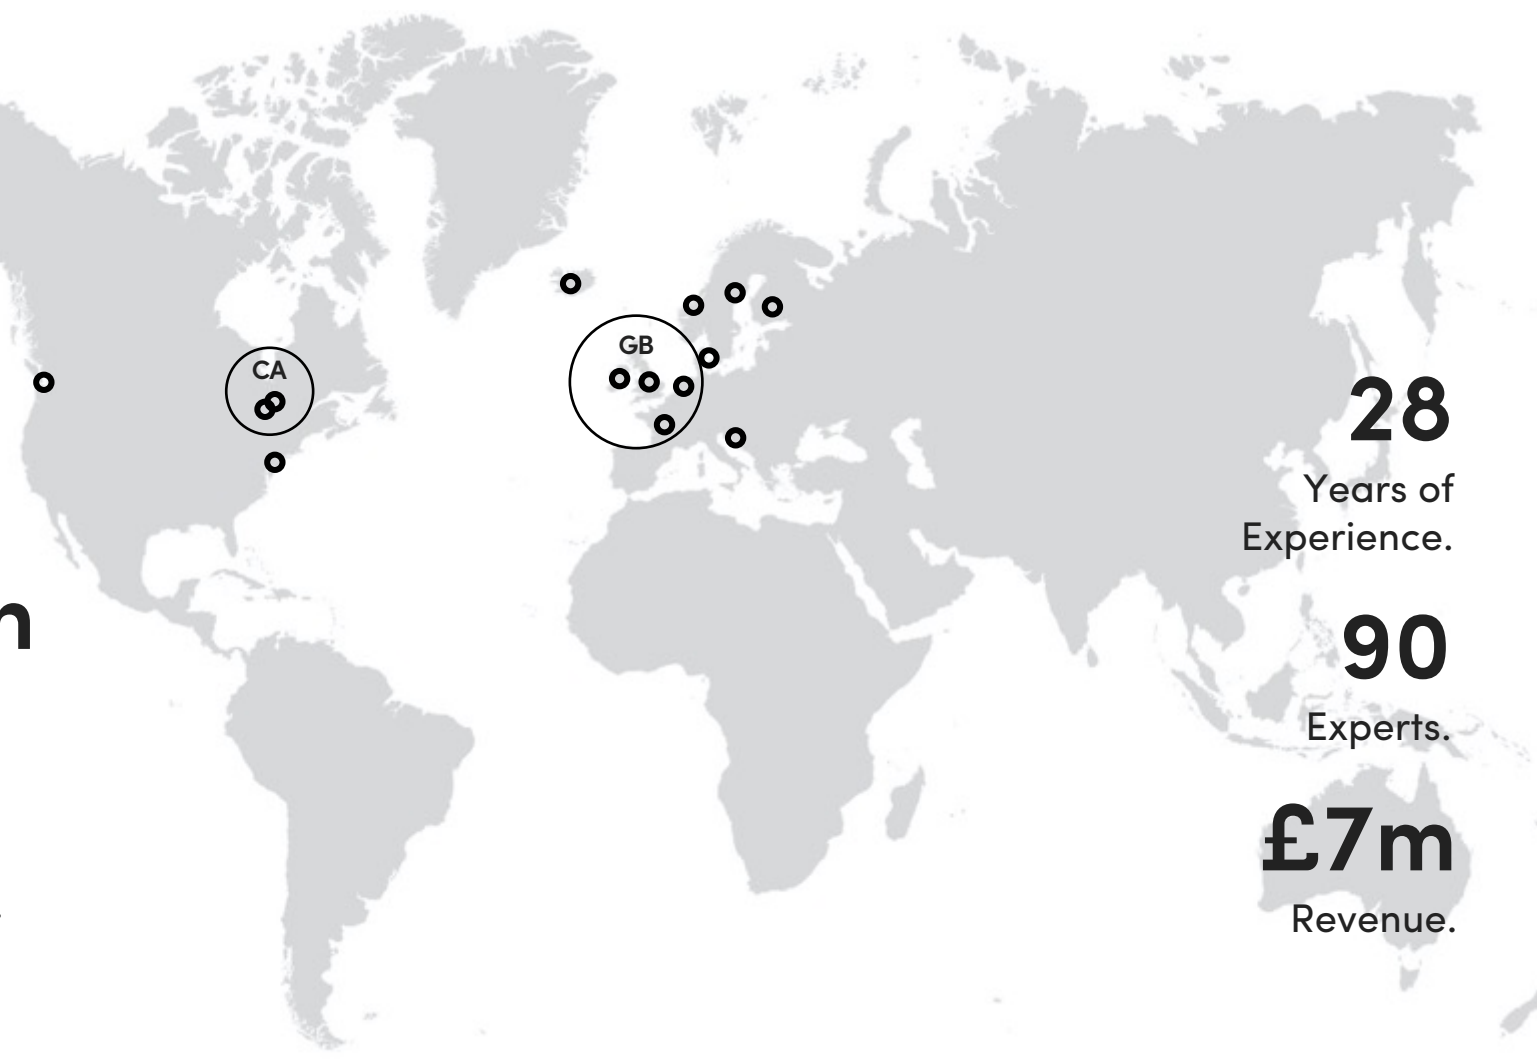 GB
CA
28
Years of
Experience.
90
Experts.
£7m
Revenue.